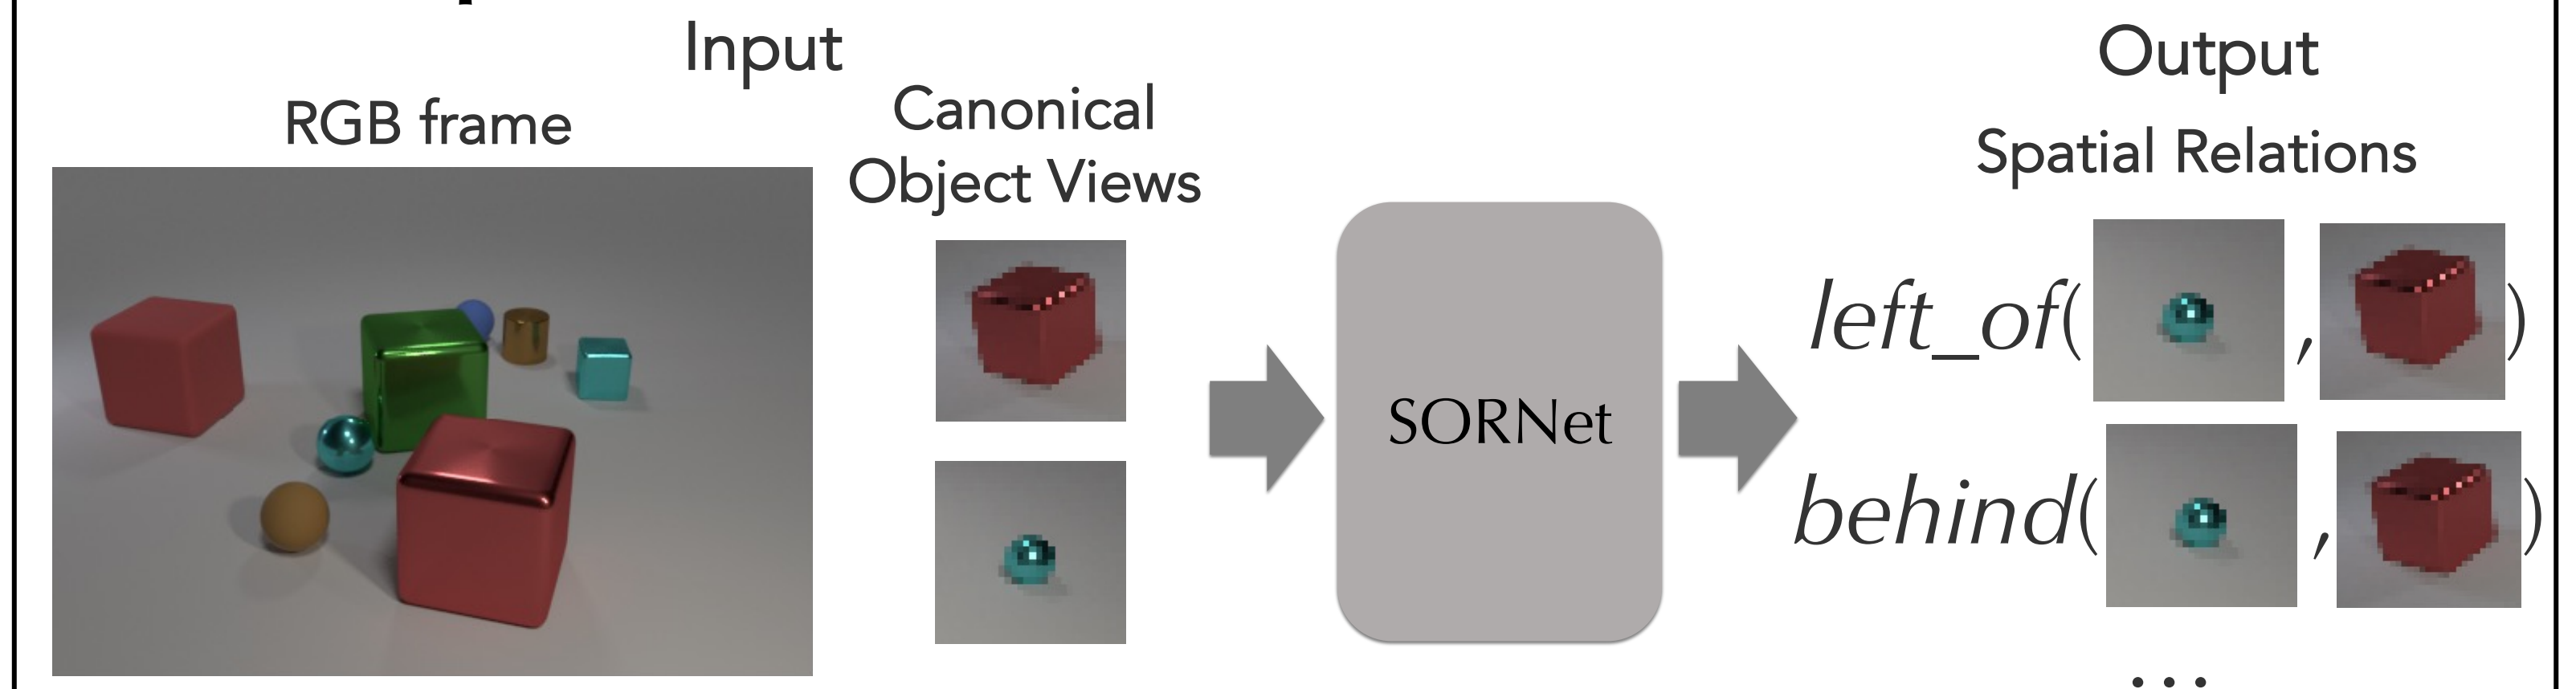 Input
RGB frame
Canonical
Object Views
SORNet
Output
Spatial Relations
left_of( , )
behind( , )
...